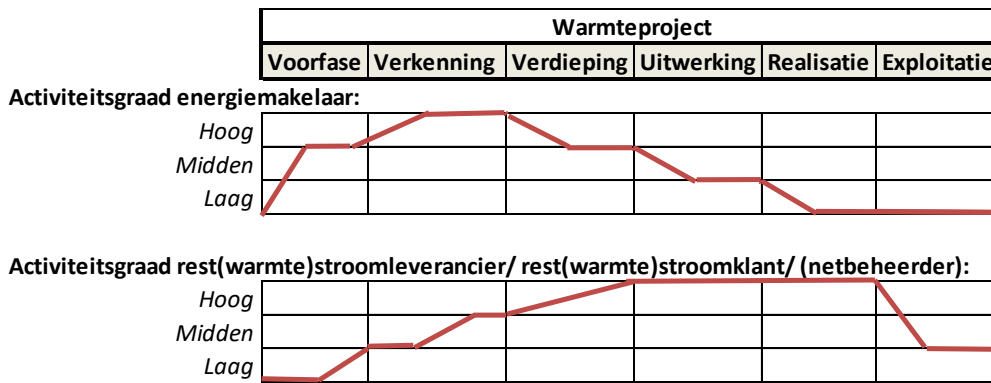 Warmteproject
Voorfase Verkenning Verdieping Uitwerking Realisatie Exploitatie
Activiteitsgraad energiemakelaar:
Hoog
Midden
Laag
Activiteitsgraad rest(warmte)stroomleverancier/ rest(warmte)stroomklant/ (netbeheerder):
Hoog
Midden
Laag